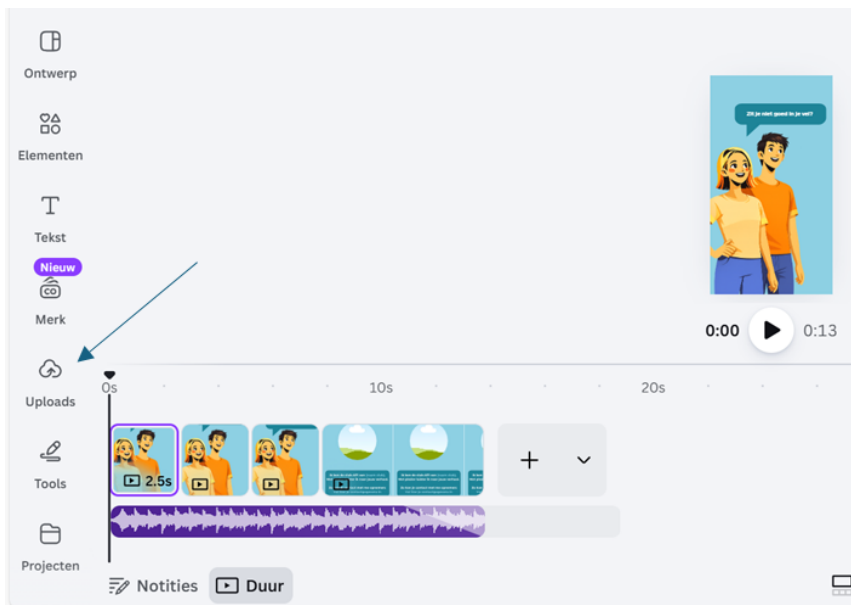 Ontwerp
Elementen
Tekst
Nieuw
CO
Merk
Uploads
Tools
Projecten
Zit je niet goed in je vel?
0:00
0:13
0s
10s
20s
2.5s
Notities
Duur